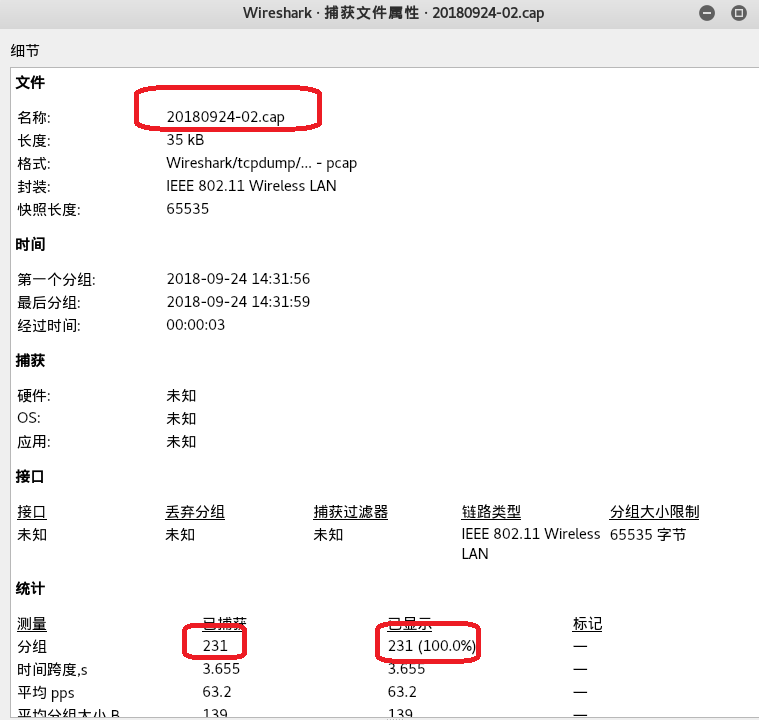 Wireshark · 捕获文件属性 · 20180924-02.cap
细节
文件
名称: 20180924-02.cap
长度: 35 kB
格式: Wireshark/tcpdump/... - pcap
封装: IEEE 802.11 Wireless LAN
快照长度: 65535
时间
第一个分组: 2018-09-24 14:31:56
最后分组: 2018-09-24 14:31:59
经过时间: 00:00:03
捕获
硬件: 未知
OS: 未知
应用: 未知
接口
接口 丢弃分组 捕获过滤器 链路类型 分组大小限制
未知 未知 未知 IEEE 802.11 Wireless 65535 字节
LAN
统计
测量 已捕获 已显示 标记
分组 231 231 (100.0%) —
时间跨度,s 3.655 3.655 —
平均 pps 63.2 63.2 —
平均分组大小,B 139 139 —